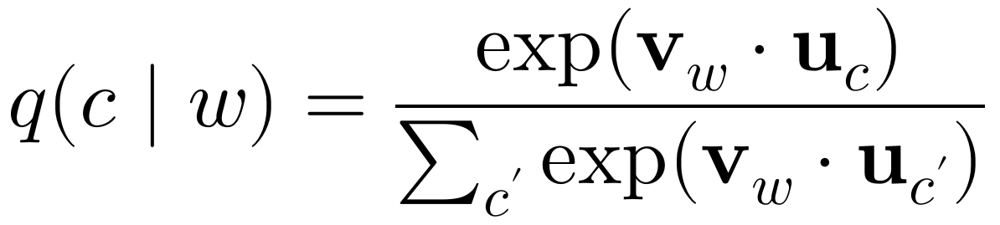 q(c | w) = exp(𝐯_w · 𝐮_c) / ∑_{c′} exp(𝐯_w · 𝐮_{c′})